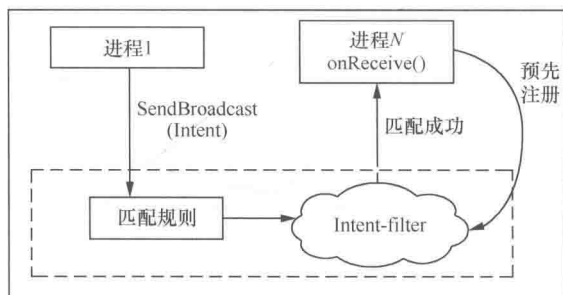 进程1
进程N
onReceive()
预先
注册
SendBroadcast
(Intent)
匹配成功
匹配规则
Intent-filter